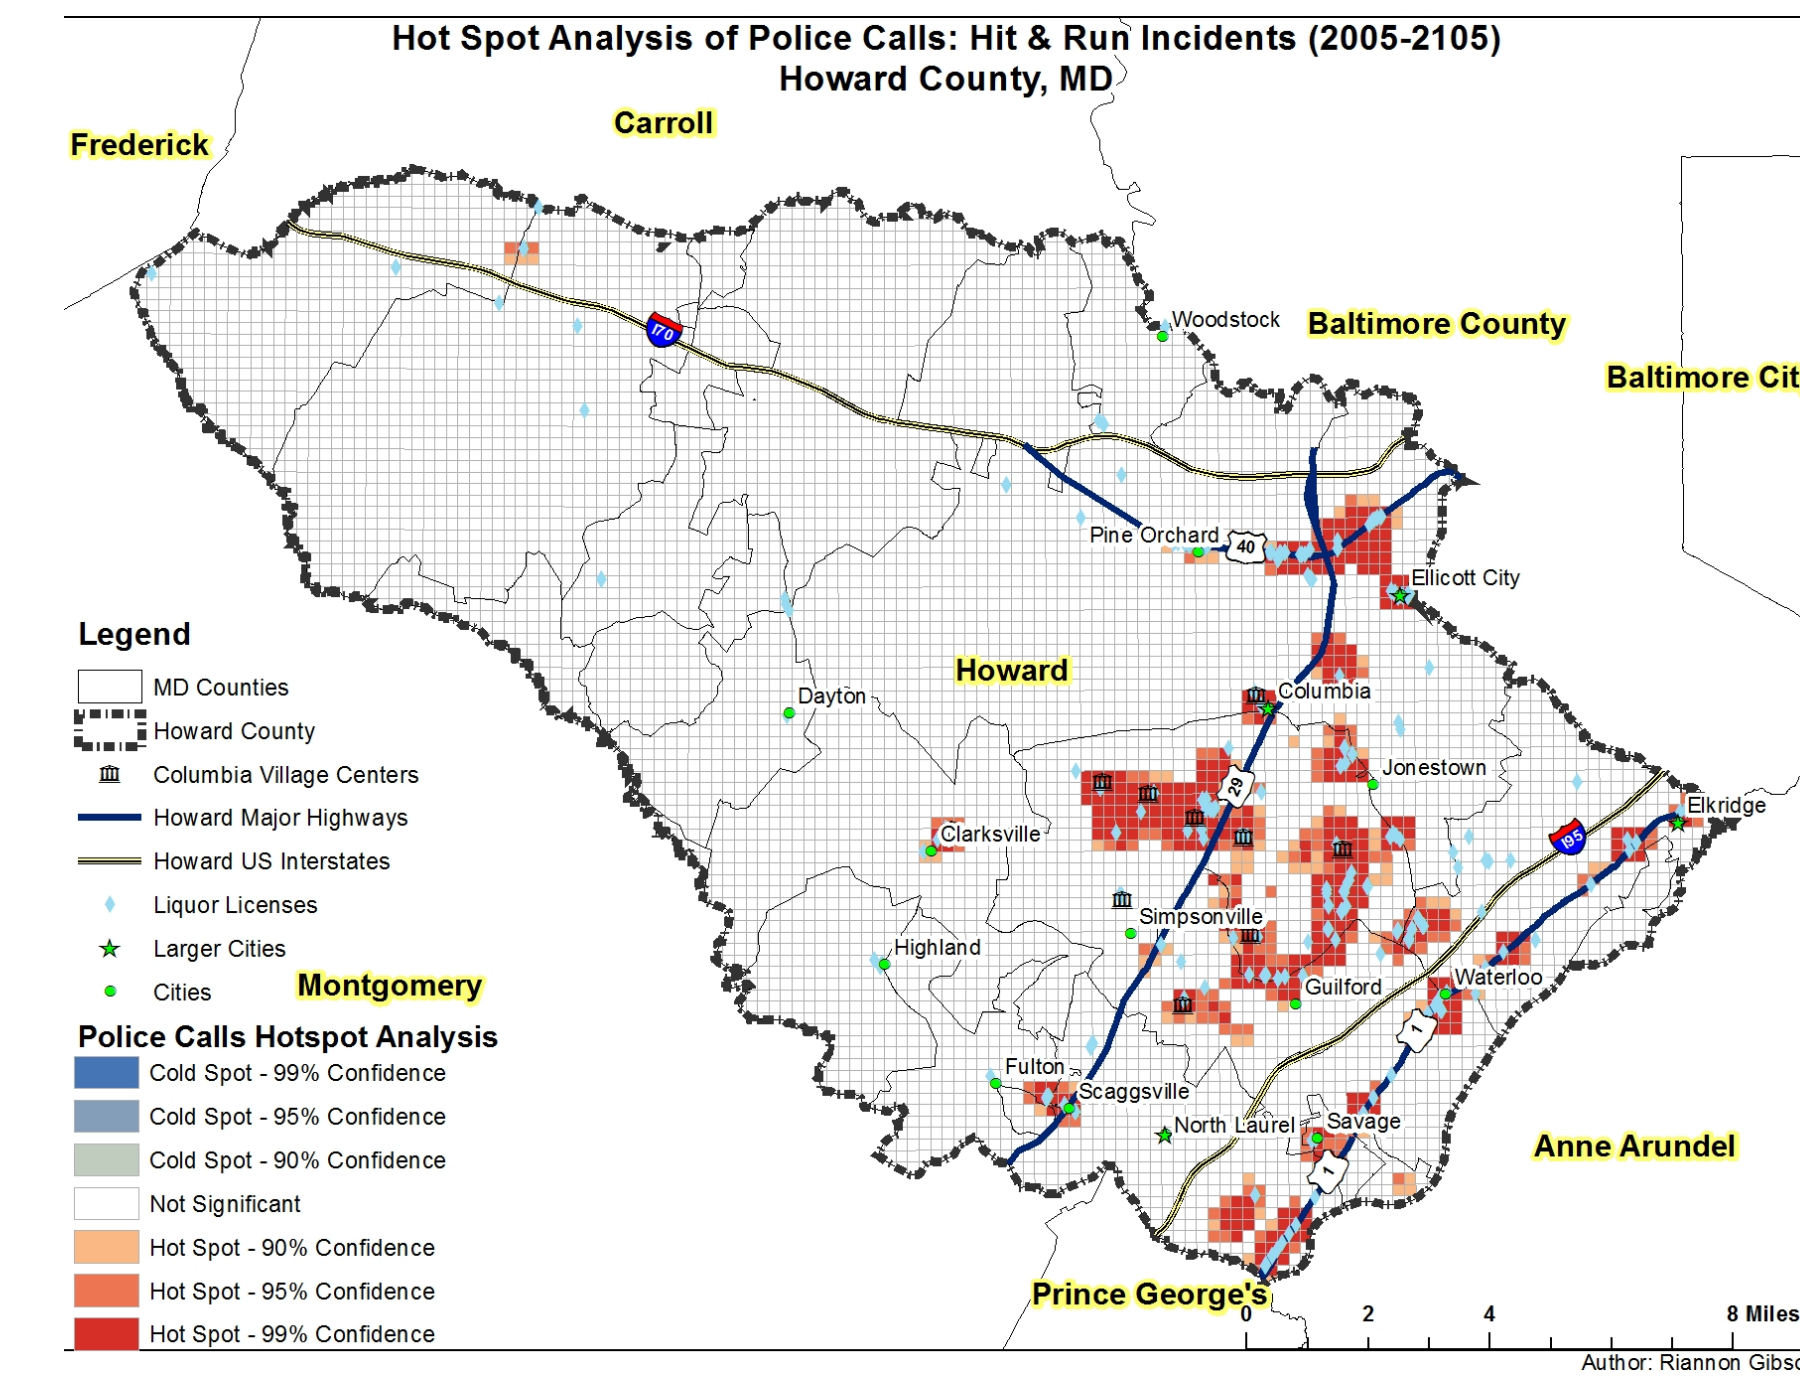 Hot Spot Analysis of Police Calls: Hit & Run Incidents (2005-2105)
Howard County, MD
Carroll
Frederick
Woodstock
Baltimore County
Baltimore Cit
170
Pine Orchard
40
Ellicott City
Howard
Columbia
Dayton
Jonestown
29
Elkridge
195
Clarksville
Simpsonville
Highland
Guilford
Waterloo
1
Fulton
Scaggsville
North Laurel
Savage
1
Montgomery
Anne Arundel
Prince George's
Legend
MD Counties
Howard County
Columbia Village Centers
Howard Major Highways
Howard US Interstates
Liquor Licenses
Larger Cities
Cities
Police Calls Hotspot Analysis
Cold Spot - 99% Confidence
Cold Spot - 95% Confidence
Cold Spot - 90% Confidence
Not Significant
Hot Spot - 90% Confidence
Hot Spot - 95% Confidence
Hot Spot - 99% Confidence
0 2 4 8 Miles
Author: Riannon Gibso